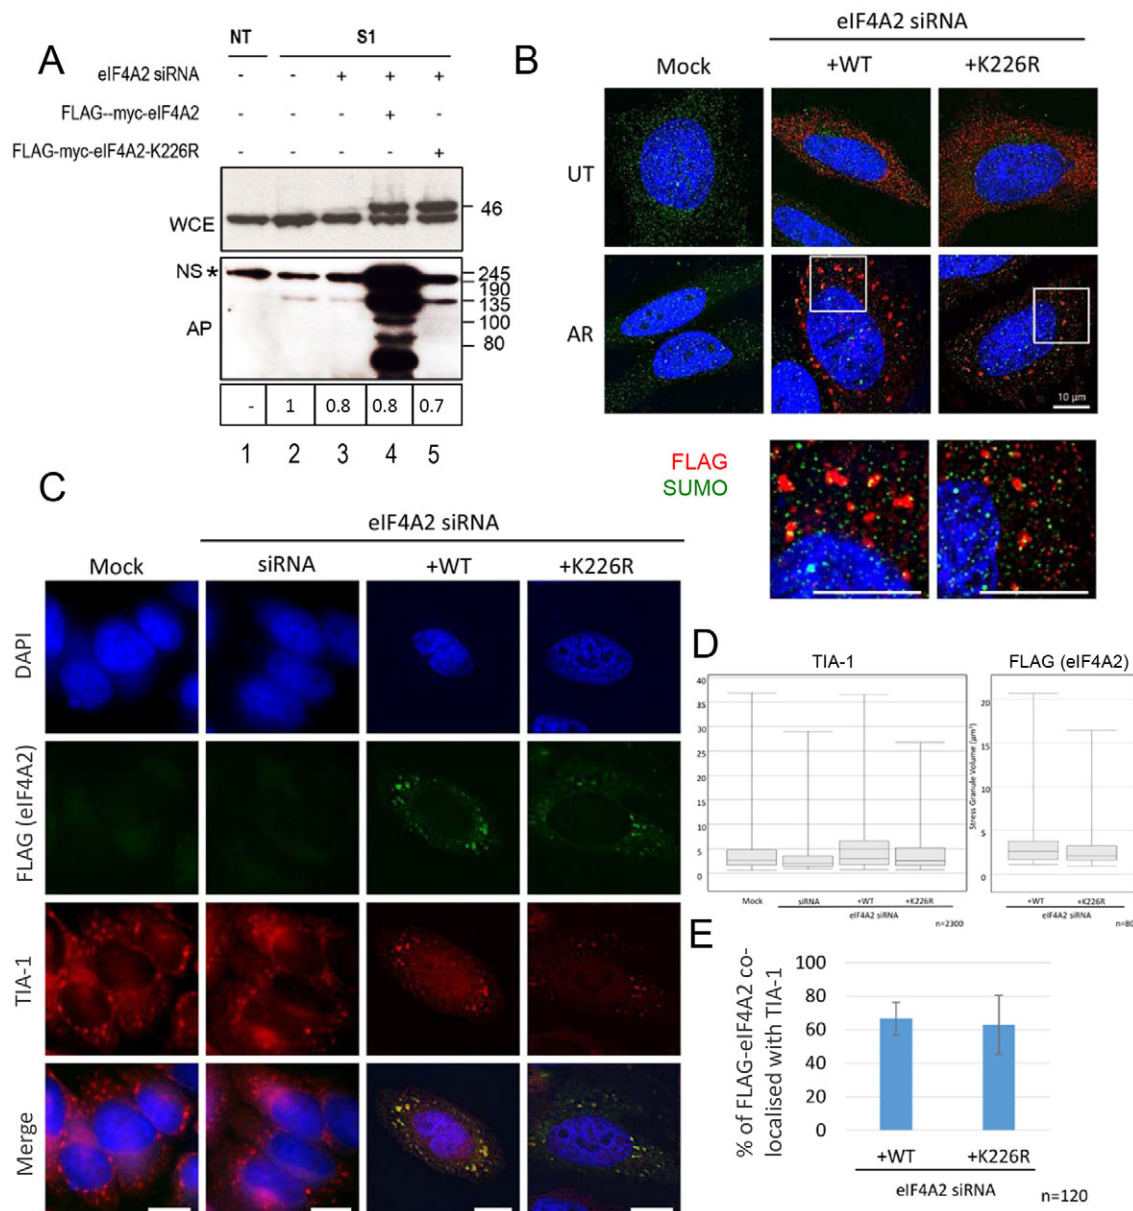 A
NT S1
eIF4A2 siRNA - - + + +
FLAG--myc-eIF4A2 - - - + -
FLAG-myc-eIF4A2-K226R - - - - +
WCE
46
NS*
AP
245
190
135
100
80
- 1 0.8 0.8 0.7
1 2 3 4 5
B
eIF4A2 siRNA
Mock +WT +K226R
UT
AR
10 µm
FLAG
SUMO
C
eIF4A2 siRNA
Mock siRNA +WT +K226R
DAPI
FLAG (eIF4A2)
TIA-1
Merge
D
TIA-1
40
35
30
25
20
15
10
5
0
Mock siRNA +WT +K226R
eIF4A2 siRNA
n=2300
FLAG (eIF4A2)
Stress Granule Volume (µm³)
20
15
10
5
0
+WT +K226R
eIF4A2 siRNA
n=80
E
% of FLAG-eIF4A2 co-
localised with TIA-1
100
80
60
40
20
0
+WT +K226R
eIF4A2 siRNA
n=120